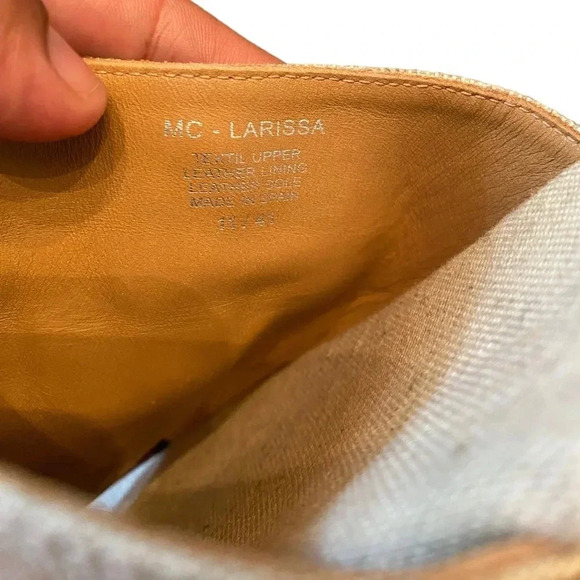 MC - LARISSA
TEXTIL UPPER
LEATHER LINING
LEATHER SOLE
MADE IN SPAIN